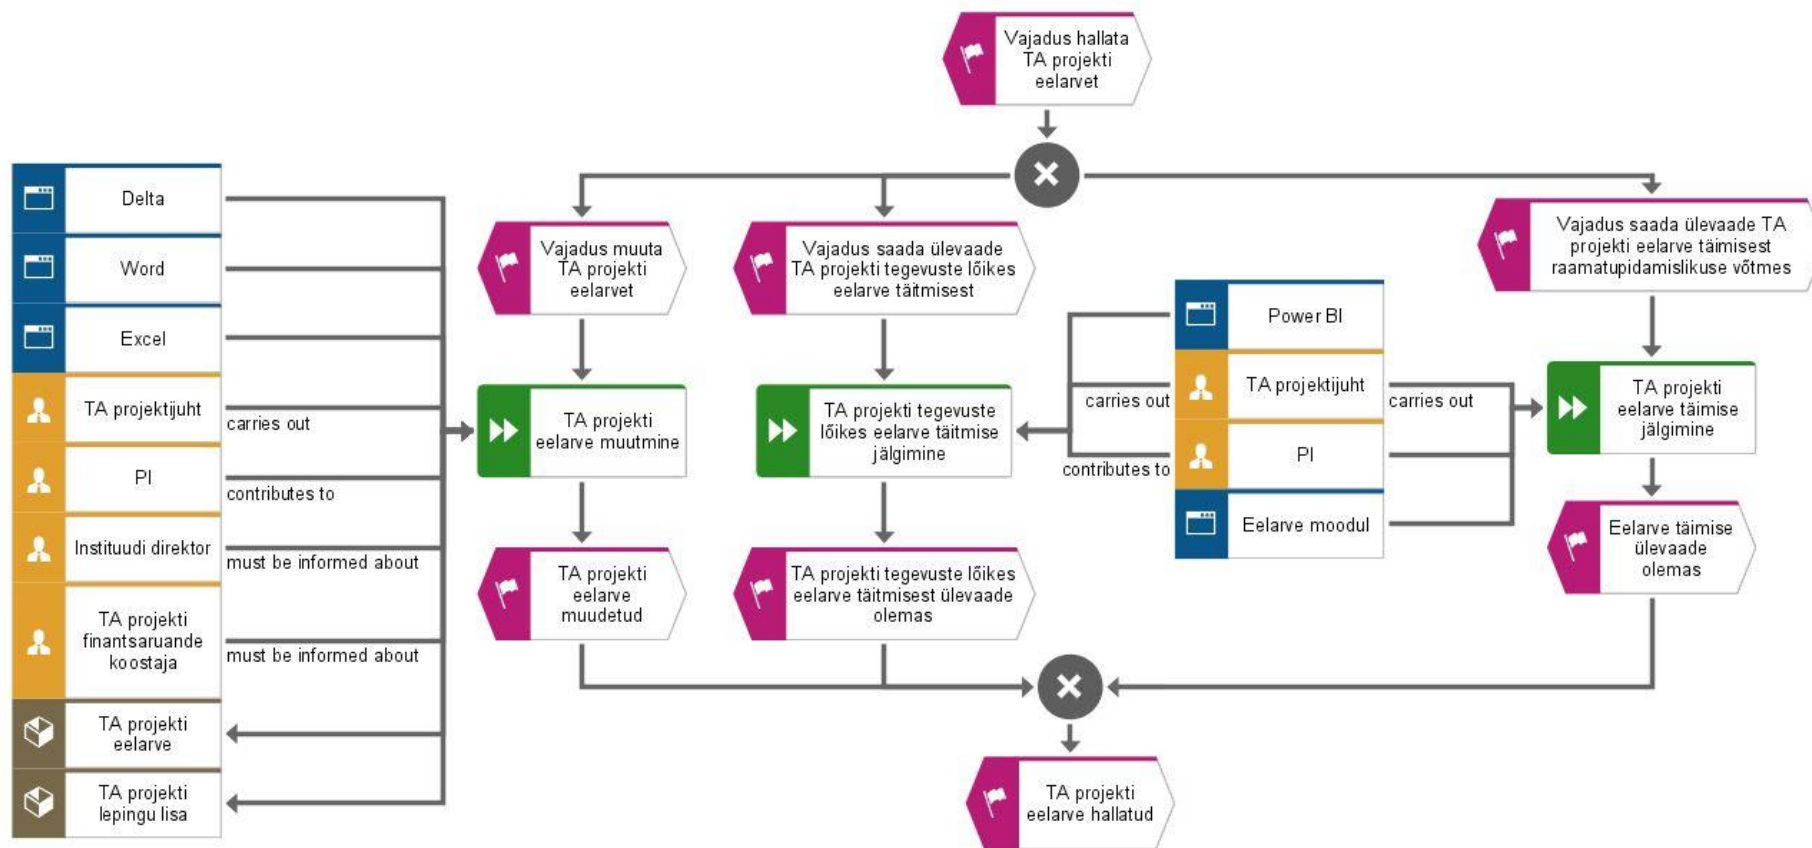 Vajadus hallata
TA projekti
eelarvet
Delta
Word
Excel
TA projektijuht
carries out
PI
contributes to
Instituudi direktor
must be informed about
TA projekti
finantsaruande
koostaja
must be informed about
TA projekti
eelarve
TA projekti
lepingu lisa
Vajadus muuta
TA projekti
eelarvet
TA projekti
eelarve muutmine
TA projekti
eelarve
muudetud
Vajadus saada ülevaade
TA projekti tegevuste lõikes
eelarve täitmisest
TA projekti tegevuste
lõikes eelarve täitmise
jälgimine
TA projekti tegevuste lõikes
eelarve täitmisest ülevaade
olemas
Power BI
carries out
TA projektijuht
carries out
contributes to
PI
Eelarve moodul
Vajadus saada ülevaade TA
projekti eelarve täimisest
raamatupidamislikuse võtmes
TA projekti
eelarve täimise
jälgimine
Eelarve täimise
ülevaade
olemas
TA projekti
eelarve hallatud